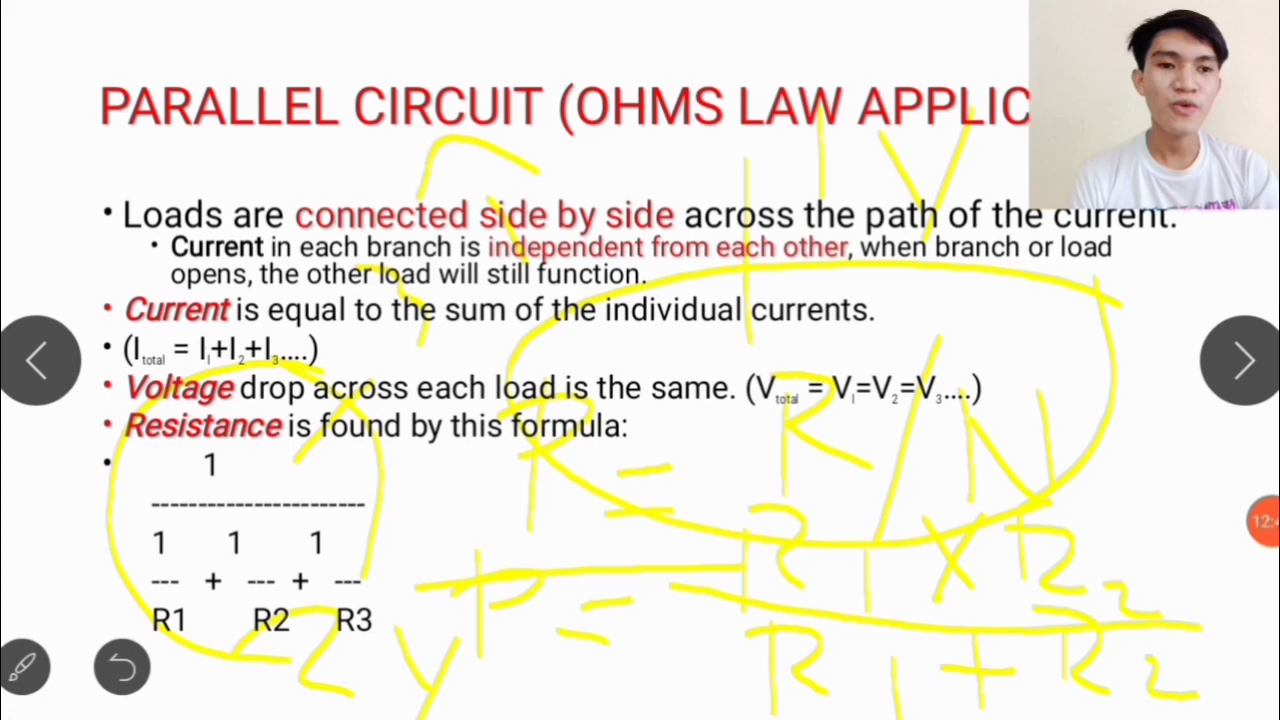 PARALLEL CIRCUIT (OHMS LAW APPLIC
• Loads are connected side by side across the path of the current.
• Current in each branch is independent from each other, when branch or load
opens, the other load will still function.
• Current is equal to the sum of the individual currents.
• (Itotal = I1+I2+I3....)
• Voltage drop across each load is the same. (Vtotal = V1=V2=V3....)
• Resistance is found by this formula:
• 1
-----------------------
1 1 1
--- + --- + ---
R1 R2 R3
R = R/N
R1 X R2
=
R1 + R2